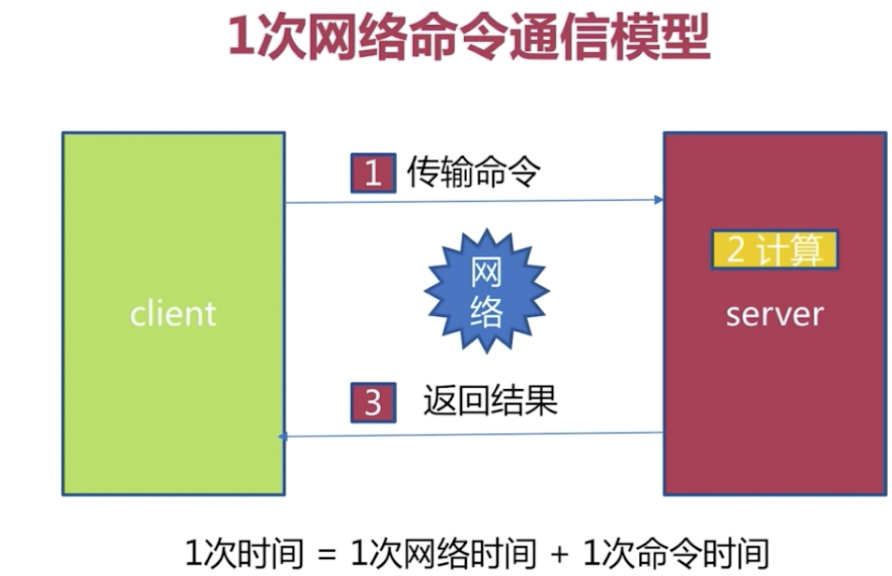 1次网络命令通信模型
1 传输命令
2 计算
网
络
client
server
3 返回结果
1次时间 = 1次网络时间 + 1次命令时间